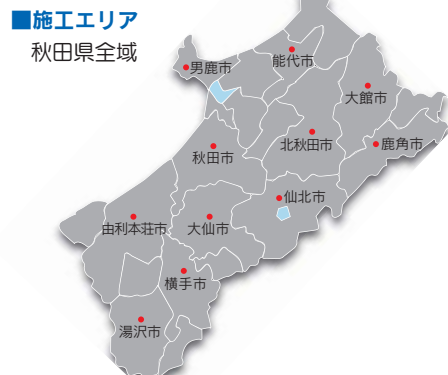 ■施工エリア
秋田県全域
能代市
男鹿市
大館市
秋田市
北秋田市
鹿角市
仙北市
由利本荘市
大仙市
横手市
湯沢市